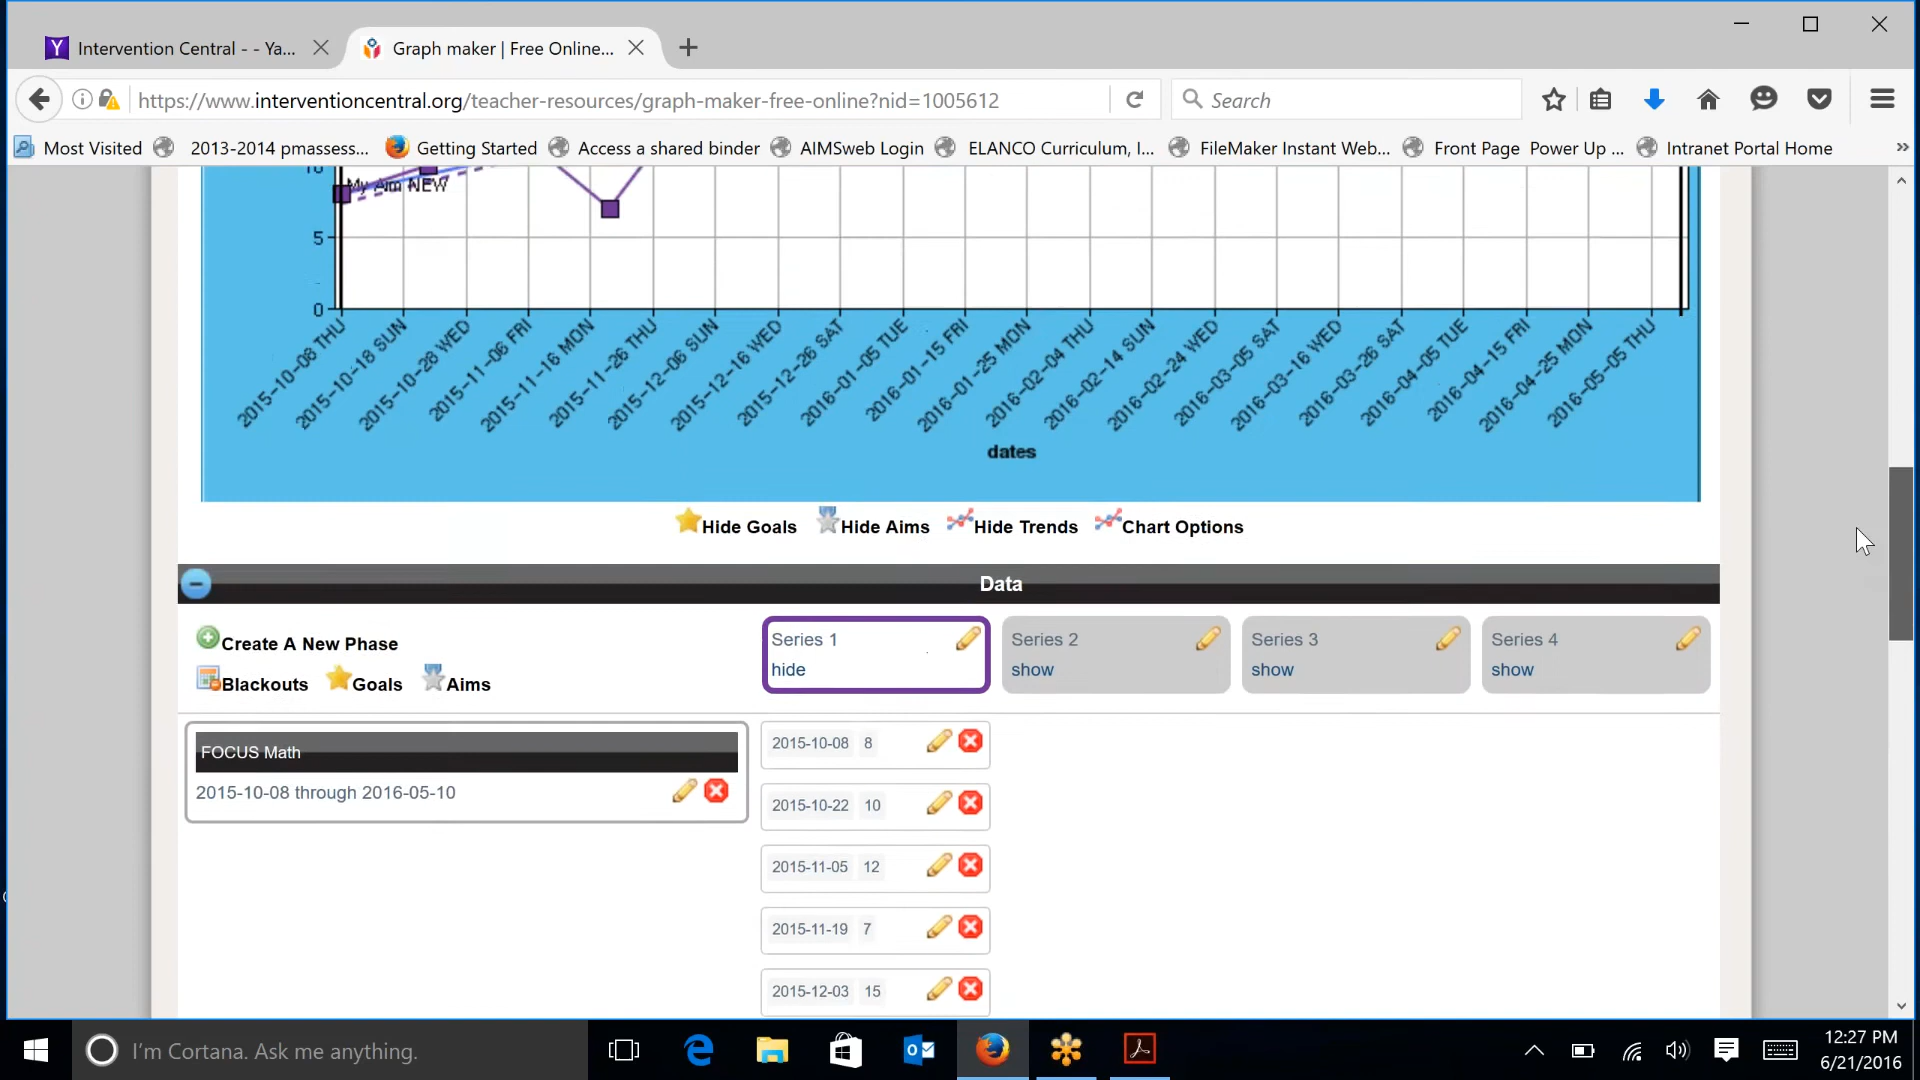 Intervention Central - - Ya...
Graph maker | Free Online...
https://www.interventioncentral.org/teacher-resources/graph-maker-free-online?nid=1005612
Search
Most Visited
2013-2014 pmassess...
Getting Started
Access a shared binder
AIMSweb Login
ELANCO Curriculum, I...
FileMaker Instant Web...
Front Page Power Up ...
Intranet Portal Home
10
My Aim NEW
5
0
2015-10-08 THU
2015-10-18 SUN
2015-10-28 WED
2015-11-06 FRI
2015-11-16 MON
2015-11-26 THU
2015-12-06 SUN
2015-12-16 WED
2015-12-26 SAT
2016-01-05 TUE
2016-01-15 FRI
2016-01-25 MON
2016-02-04 THU
2016-02-14 SUN
2016-02-24 WED
2016-03-05 SAT
2016-03-16 WED
2016-03-26 SAT
2016-04-05 TUE
2016-04-15 FRI
2016-04-25 MON
2016-05-05 THU
dates
Hide Goals
Hide Aims
Hide Trends
Chart Options
Data
Create A New Phase
Blackouts
Goals
Aims
Series 1
hide
Series 2
show
Series 3
show
Series 4
show
FOCUS Math
2015-10-08 through 2016-05-10
2015-10-08 8
2015-10-22 10
2015-11-05 12
2015-11-19 7
2015-12-03 15
I'm Cortana. Ask me anything.
12:27 PM
6/21/2016